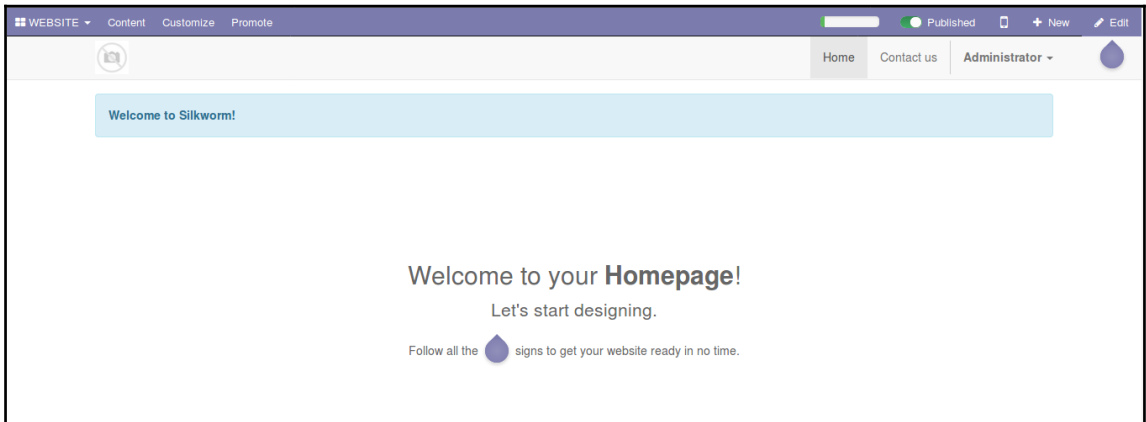 WEBSITE Content Customize Promote Published New Edit
Home Contact us Administrator
Welcome to Silkworm!
Welcome to your Homepage!
Let's start designing.
Follow all the signs to get your website ready in no time.